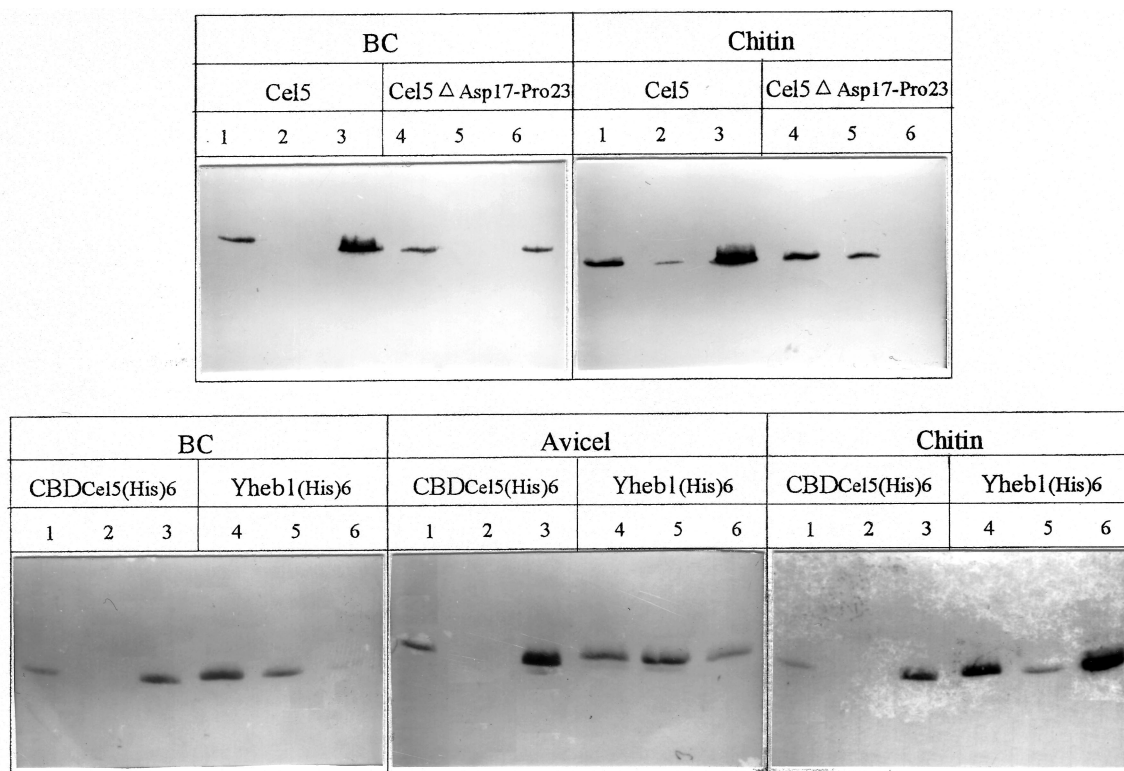 BC Chitin
Cel5 Cel5 △ Asp17-Pro23 Cel5 Cel5 △ Asp17-Pro23
1 2 3 4 5 6 1 2 3 4 5 6
BC Avicel Chitin
CBDCel5(His)6 Yheb1(His)6 CBDCel5(His)6 Yheb1(His)6 CBDCel5(His)6 Yheb1(His)6
1 2 3 4 5 6 1 2 3 4 5 6 1 2 3 4 5 6